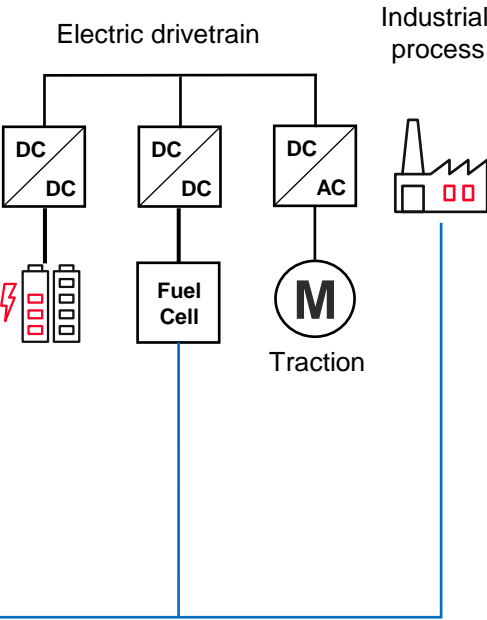 Industrial
process
Electric drivetrain
DC
DC
DC
DC
DC
AC
Fuel
Cell
M
Traction